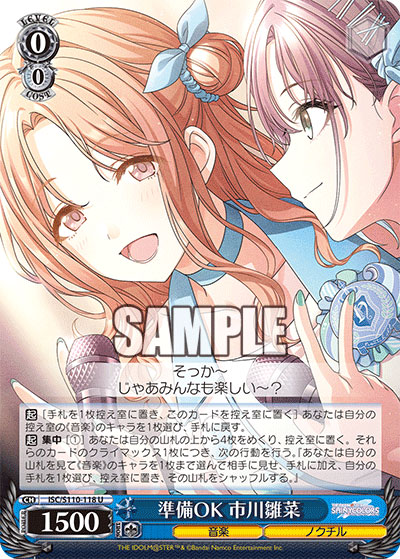 LEVEL
0
0
COST
SAMPLE
そっか～
じゃあみんなも楽しい～？
起［手札を1枚控え室に置き、このカードを控え室に置く］あなたは自分の
控え室の《音楽》のキャラを1枚選び、手札に戻す。
起 集中［①］あなたは自分の山札の上から4枚をめくり、控え室に置く。そ
れらのカードのクライマックス1枚につき、次の行動を行う。『あなたは自分の
山札を見て《音楽》のキャラを1枚まで選んで相手に見せ、手札に加え、自分の
手札を1枚選び、控え室に置き、その山札をシャッフルする。』
CH ISC/S110-118 U
1500
準備OK 市川雛菜
SHINYCOLORS
音楽
ノクチル
THE IDOLM@STER™&©Bandai Namco Entertainment Inc.